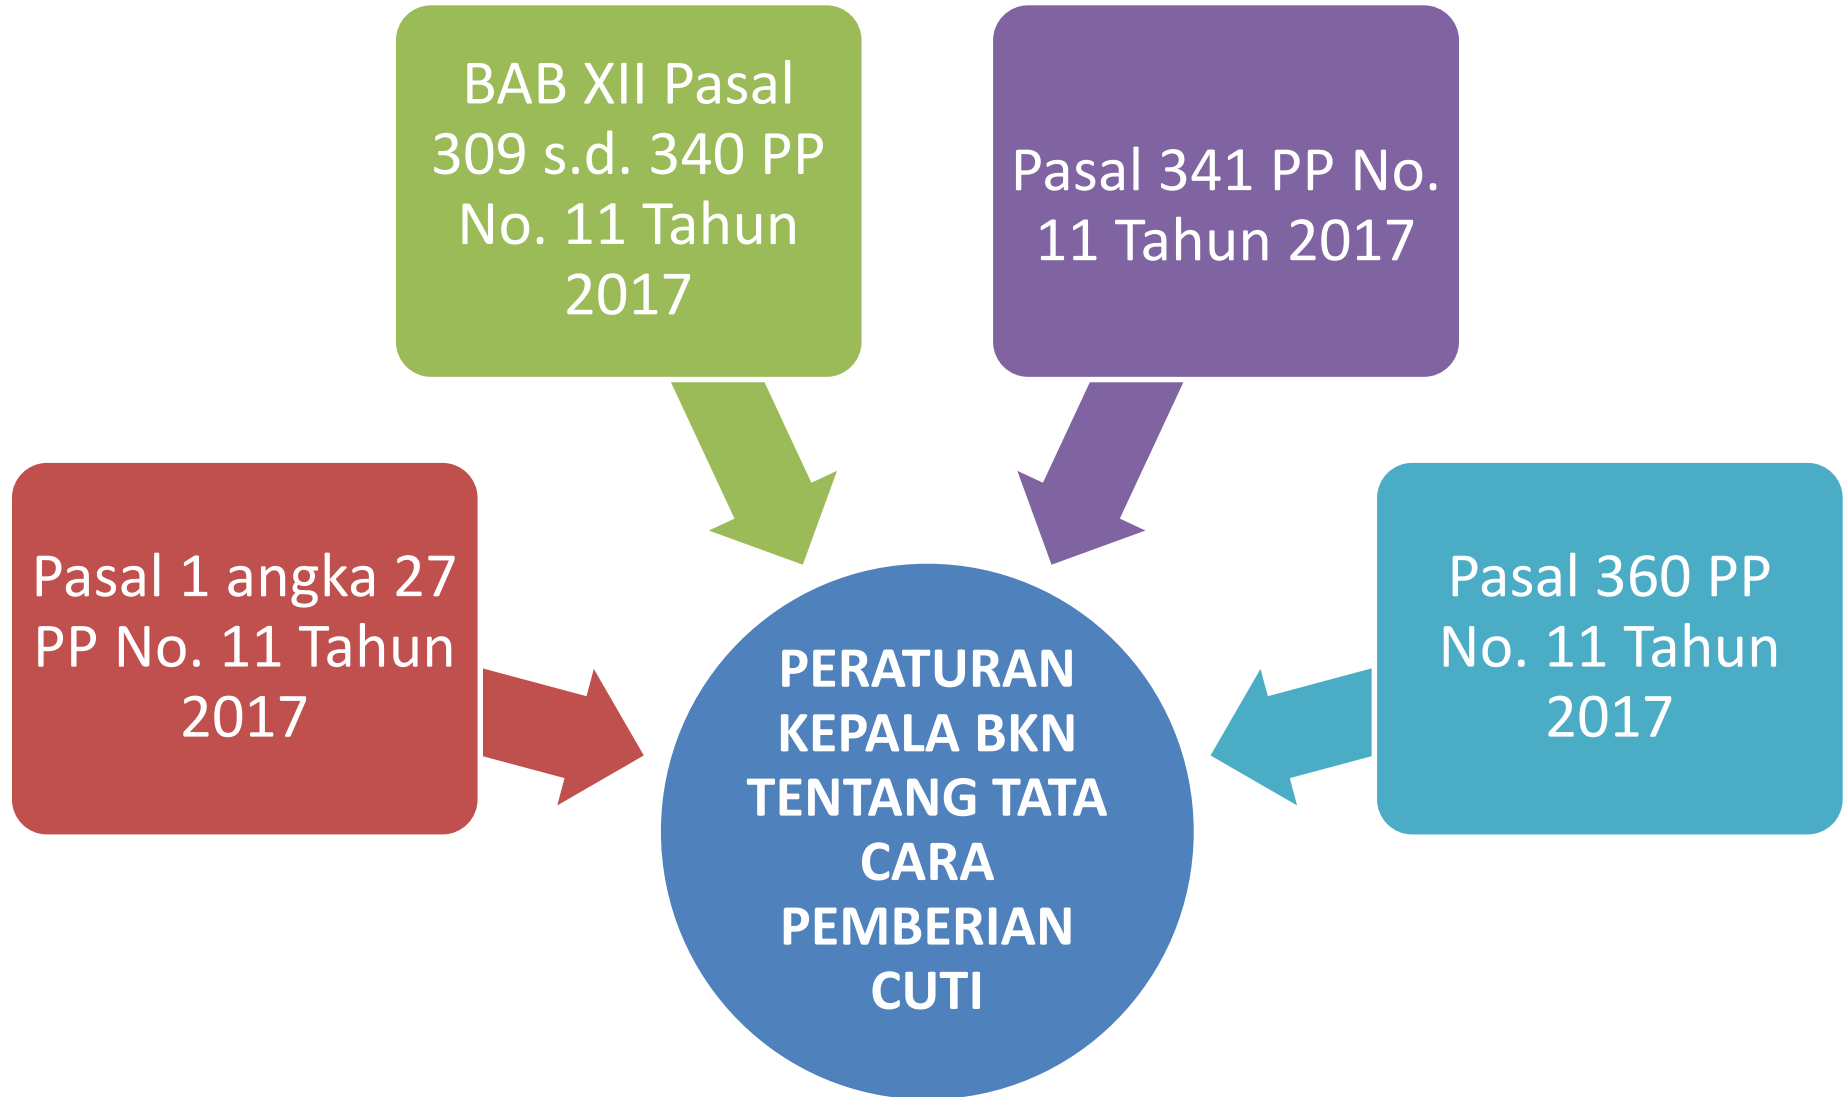 BAB XII Pasal
309 s.d. 340 PP
No. 11 Tahun
2017
Pasal 341 PP No.
11 Tahun 2017
Pasal 1 angka 27
PP No. 11 Tahun
2017
Pasal 360 PP
No. 11 Tahun
2017
PERATURAN
KEPALA BKN
TENTANG TATA
CARA
PEMBERIAN
CUTI